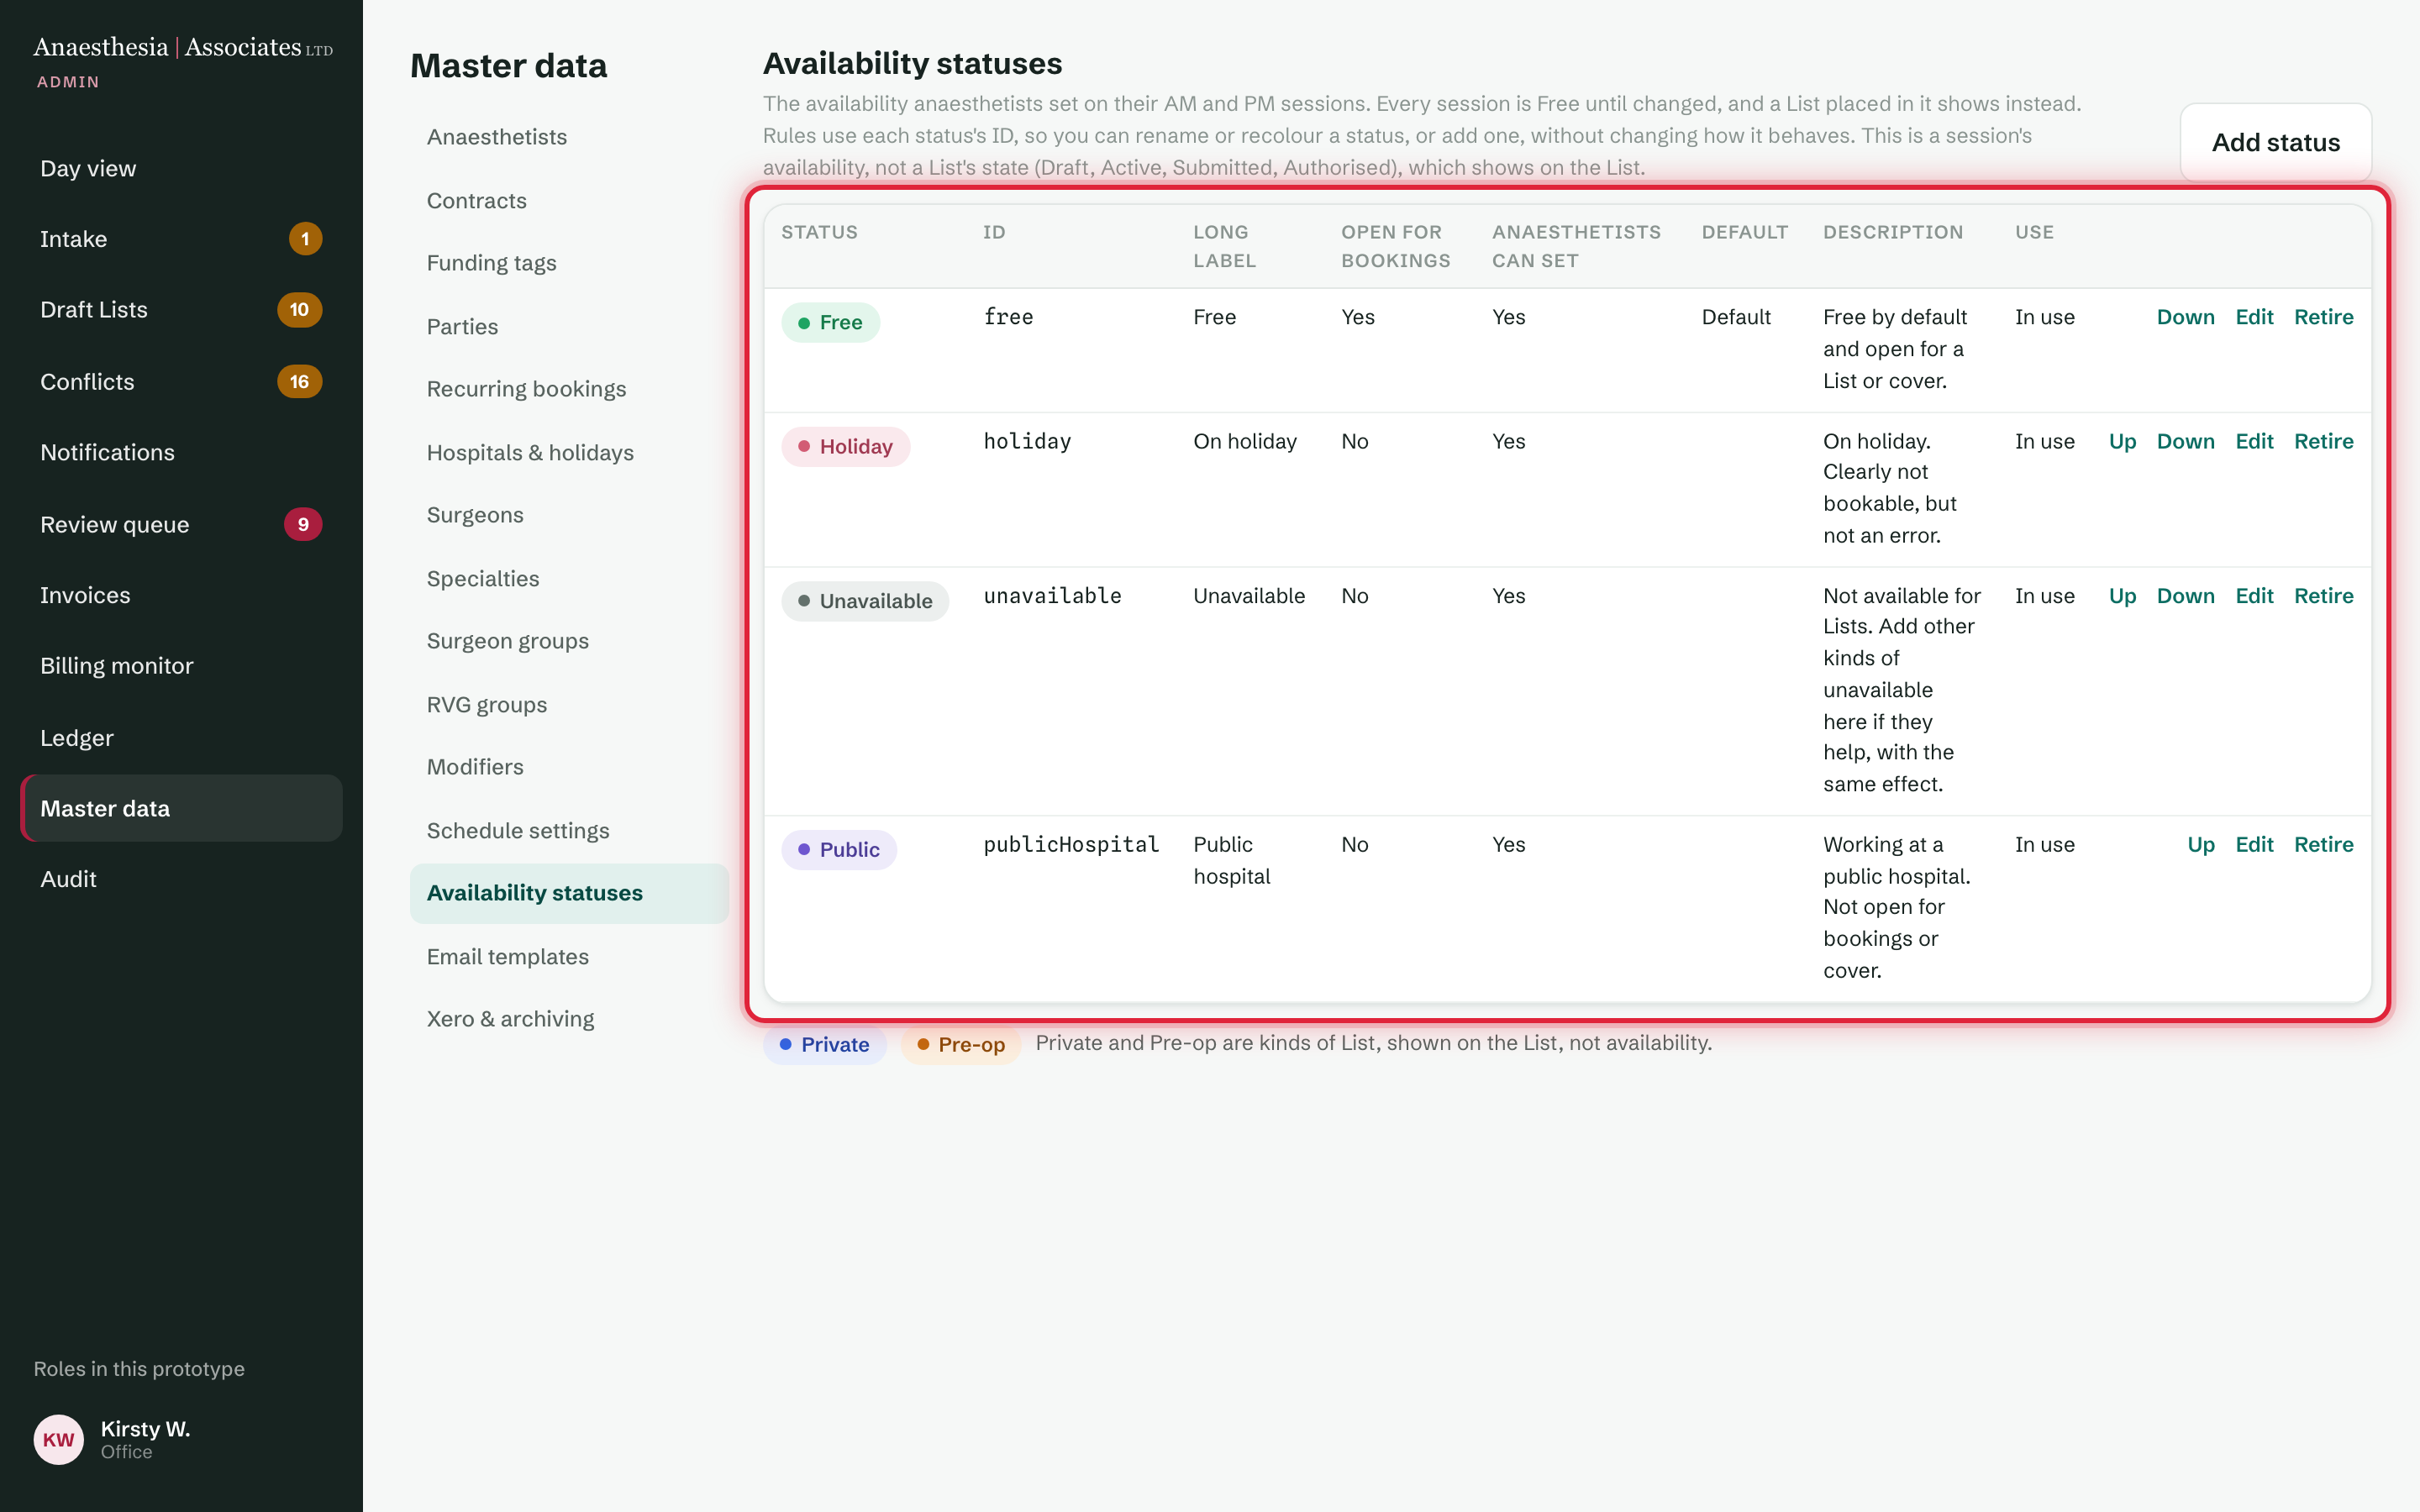 Anaesthesia | Associates LTD
ADMIN
Day view
Intake 1
Draft Lists 10
Conflicts 16
Notifications
Review queue 9
Invoices
Billing monitor
Ledger
Master data
Audit
Roles in this prototype
KW
Kirsty W.
Office
Master data
Anaesthetists
Contracts
Funding tags
Parties
Recurring bookings
Hospitals & holidays
Surgeons
Specialties
Surgeon groups
RVG groups
Modifiers
Schedule settings
Availability statuses
Email templates
Xero & archiving
Availability statuses
The availability anaesthetists set on their AM and PM sessions. Every session is Free until changed, and a List placed in it shows instead.
Rules use each status's ID, so you can rename or recolour a status, or add one, without changing how it behaves. This is a session's
availability, not a List's state (Draft, Active, Submitted, Authorised), which shows on the List.
Add status
STATUS ID LONG OPEN FOR ANAESTHETISTS DEFAULT DESCRIPTION USE
LABEL BOOKINGS CAN SET
Free free Free Yes Yes Default Free by default In use Down Edit Retire
and open for a
List or cover.
Holiday holiday On holiday No Yes On holiday. In use Up Down Edit Retire
Clearly not
bookable, but
not an error.
Unavailable unavailable Unavailable No Yes Not available for In use Up Down Edit Retire
Lists. Add other
kinds of
unavailable
here if they
help, with the
same effect.
Public publicHospital Public No Yes Working at a In use Up Edit Retire
hospital public hospital.
Not open for
bookings or
cover.
Private Pre-op Private and Pre-op are kinds of List, shown on the List, not availability.